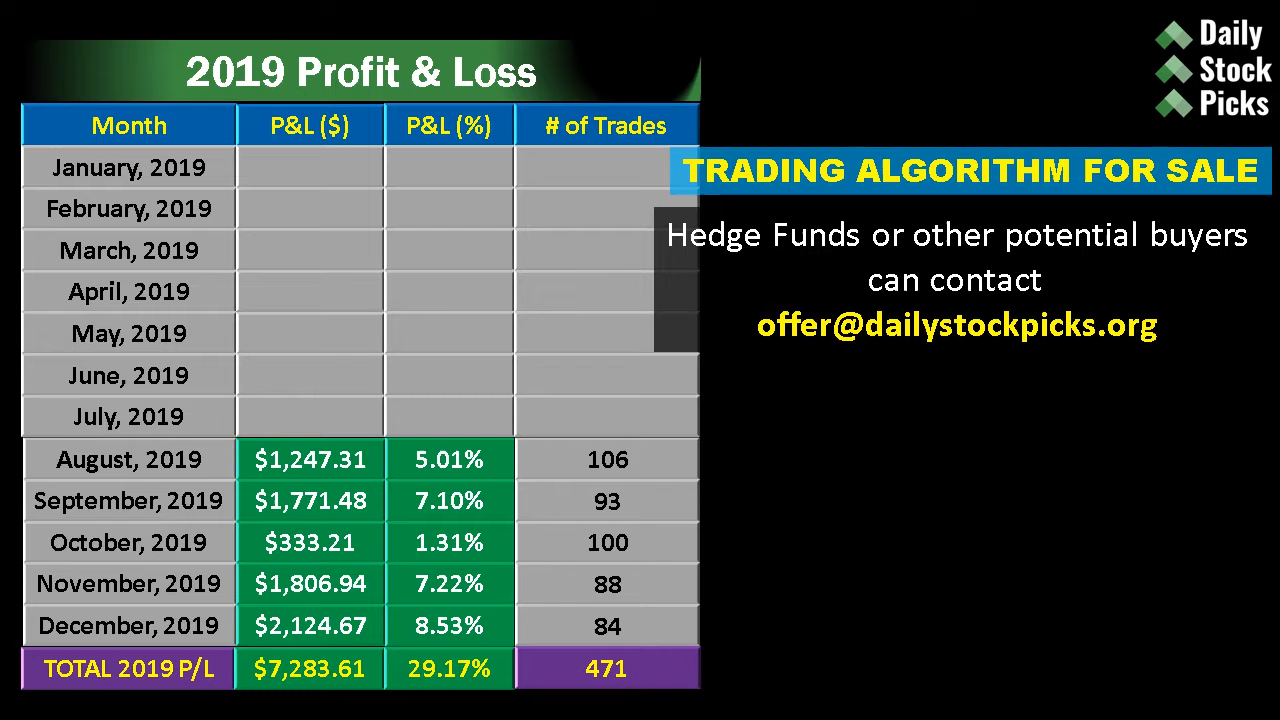 Daily
Stock
Picks
2019 Profit & Loss
Month P&L ($) P&L (%) # of Trades
January, 2019
February, 2019
March, 2019
April, 2019
May, 2019
June, 2019
July, 2019
August, 2019 $1,247.31 5.01% 106
September, 2019 $1,771.48 7.10% 93
October, 2019 $333.21 1.31% 100
November, 2019 $1,806.94 7.22% 88
December, 2019 $2,124.67 8.53% 84
TOTAL 2019 P/L $7,283.61 29.17% 471
TRADING ALGORITHM FOR SALE
Hedge Funds or other potential buyers
can contact
offer@dailystockpicks.org